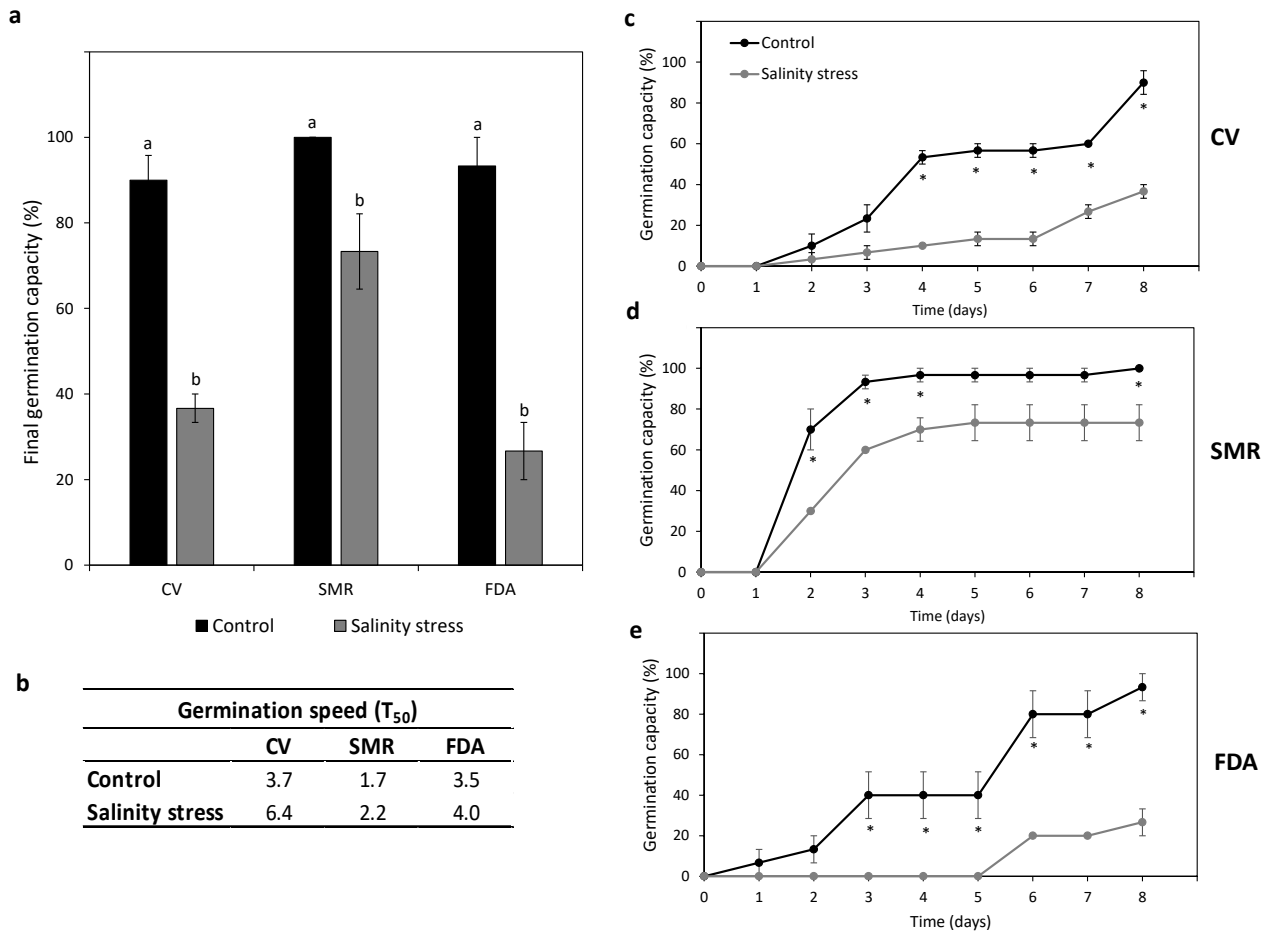 a
Final germination capacity (%)
100
80
60
40
20
0
a
b
a
b
a
b
CV SMR FDA
Control Salinity stress
b
Germination speed (T50)
CV SMR FDA
Control 3.7 1.7 3.5
Salinity stress 6.4 2.2 4.0
c
Control
Salinity stress
Germination capacity (%)
100
80
60
40
20
0
* * * * *
0 1 2 3 4 5 6 7 8
Time (days)
CV
d
Germination capacity (%)
100
80
60
40
20
0
* * * *
0 1 2 3 4 5 6 7 8
Time (days)
SMR
e
Germination capacity (%)
100
80
60
40
20
0
* * * * * *
0 1 2 3 4 5 6 7 8
Time (days)
FDA